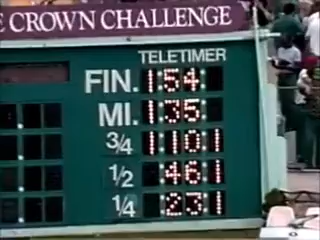 E CROWN CHALLENGE
TELETIMER
FIN. 1:54
MI. 1:35
3/4 1:10 1
1/2 :46 1
1/4 :23 1